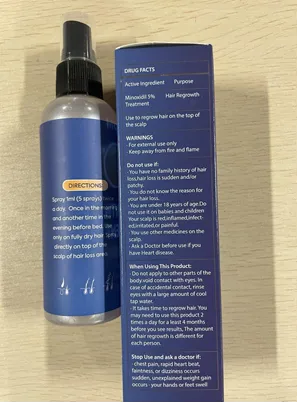 DIRECTIONS
Spray 1ml (5 sprays)
a daily. Once in the
and another time in the
evening before bed.
only on fully dry
directly on top of the
scalp of hair loss
DRUG FACTS
Active Ingredient Purpose
Minoxidil 5% Hair Regrowth
Treatment
Use to regrow hair on the top of
the scalp
WARNINGS
· For external use only
· Keep away from fire and flame
Do not use if:
· You have no family history of hair
loss,hair loss is sudden and/or
patchy.
· You do not know the reason for
your hair loss.
· You are under 18 years of age.Do
not use it on babies and children
Your scalp is red,inflamed,infect-
ed,irritated,or painful.
· You use other medicines on the
scalp.
· Ask a Doctor before use if you
have Heart disease.
When Using This Product:
· Do not apply to other parts of the
body.void contact with eyes. In
case of accidental contact, rinse
eyes with a large amount of cool
tap water.
· It takes time to regrow hair. You
may need to use this product 2
times a day for a least 4 months
before you see results, The amount
of hair regrowth is different for
each person.
Stop Use and ask a doctor if:
· chest pain, rapid heart beat,
faintness, or dizziness occurs
sudden, unexplained weight gain
occurs · your hands or feet swell